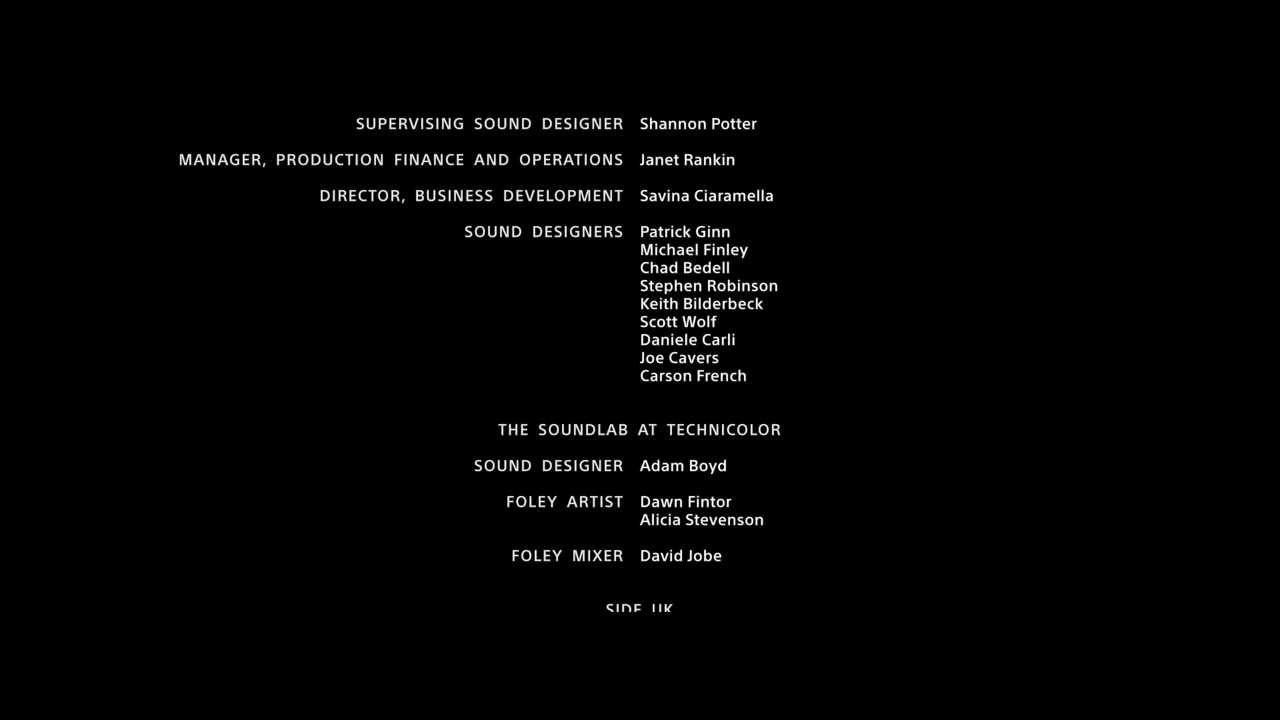 SUPERVISING SOUND DESIGNER Shannon Potter
MANAGER, PRODUCTION FINANCE AND OPERATIONS Janet Rankin
DIRECTOR, BUSINESS DEVELOPMENT Savina Ciaramella
SOUND DESIGNERS Patrick Ginn
Michael Finley
Chad Bedell
Stephen Robinson
Keith Bilderbeck
Scott Wolf
Daniele Carli
Joe Cavers
Carson French
THE SOUNDLAB AT TECHNICOLOR
SOUND DESIGNER Adam Boyd
FOLEY ARTIST Dawn Fintor
Alicia Stevenson
FOLEY MIXER David Jobe
SIDE UK